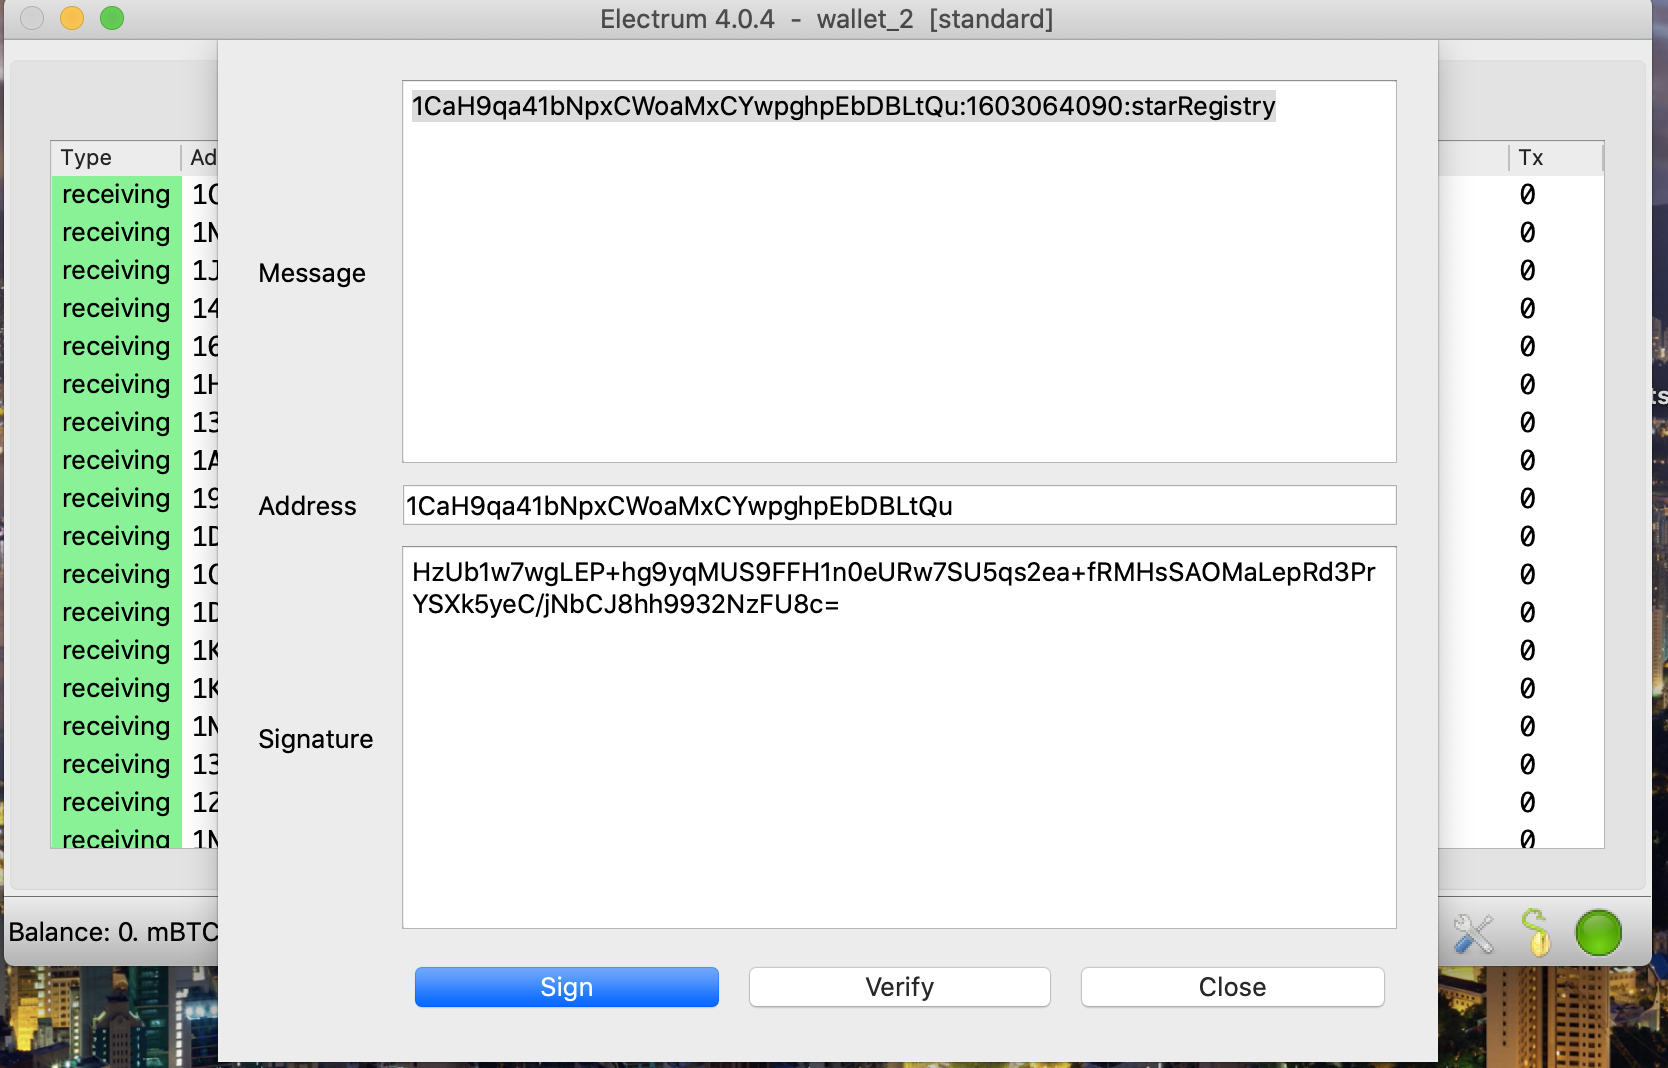 Electrum 4.0.4 - wallet_2 [standard]
1CaH9qa41bNpxCWoaMxCYwpghpEbDBLtQu:1603064090:starRegistry
Message
Address
1CaH9qa41bNpxCWoaMxCYwpghpEbDBLtQu
Signature
HzUb1w7wgLEP+hg9yqMUS9FFH1n0eURw7SU5qs2ea+fRMHsSAOMaLepRd3Pr
YSXk5yeC/jNbCJ8hh9932NzFU8c=
Sign Verify Close
Type Ad Tx
receiving 1C 0
receiving 1N 0
receiving 1J 0
receiving 14 0
receiving 16 0
receiving 1H 0
receiving 13 0
receiving 1A 0
receiving 19 0
receiving 1D 0
receiving 1C 0
receiving 1D 0
receiving 1K 0
receiving 1K 0
receiving 1N 0
receiving 13 0
receiving 12 0
receiving 1N 0
Balance: 0. mBTC
ts